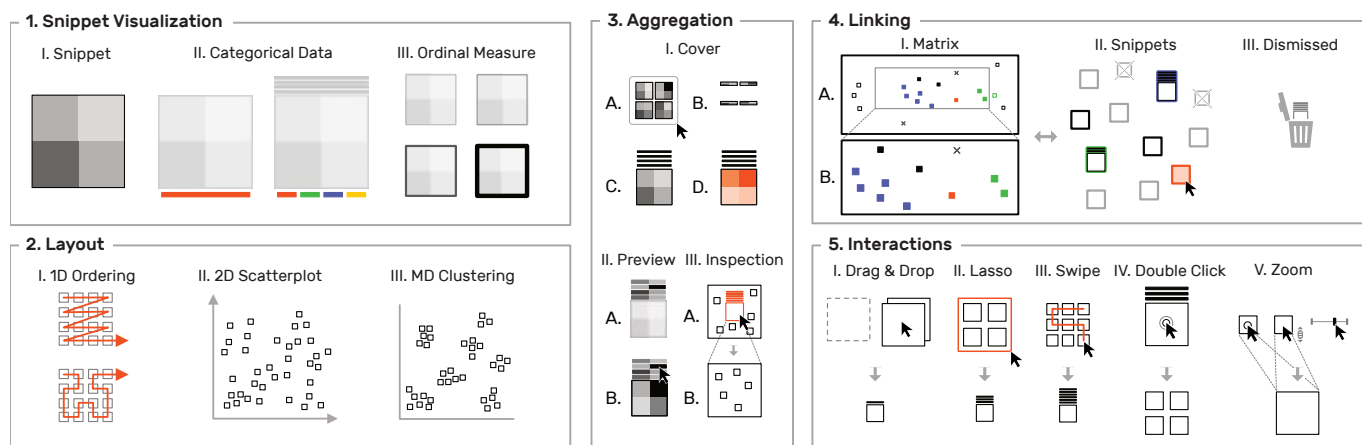 1. Snippet Visualization
I. Snippet
II. Categorical Data
III. Ordinal Measure
2. Layout
I. 1D Ordering
II. 2D Scatterplot
III. MD Clustering
3. Aggregation
I. Cover
A.
B.
C.
D.
II. Preview
III. Inspection
A.
A.
B.
B.
4. Linking
I. Matrix
II. Snippets
III. Dismissed
A.
B.
5. Interactions
I. Drag & Drop
II. Lasso
III. Swipe
IV. Double Click
V. Zoom